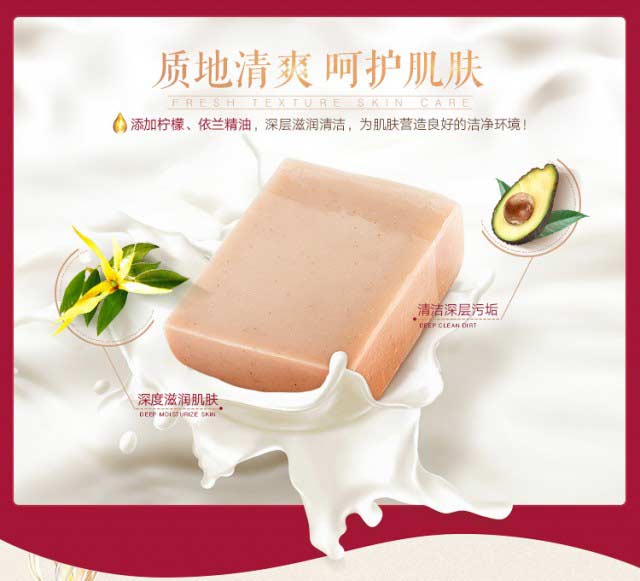 质地清爽 呵护肌肤
FRESH TEXTURE SKIN CARE
添加柠檬、依兰精油，深层滋润清洁，为肌肤营造良好的洁净环境！
清洁深层污垢
DEEP CLEAN DIRT
深度滋润肌肤
DEEP MOISTURIZE SKIN